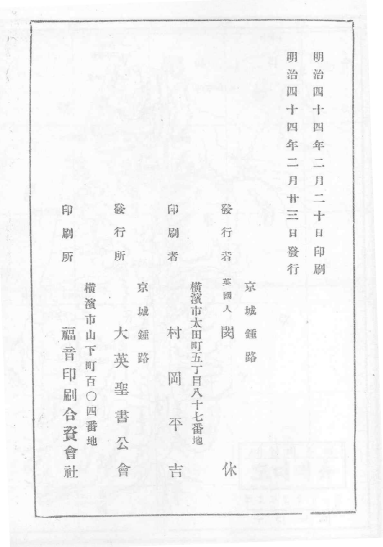 明治四十四年二月二十日印刷
明治四十四年二月廿三日發行
京城鍾路
發行者 英國人 閔休
橫濱市太田町五丁目八十七番地
印刷者 村岡平吉
京城鍾路
發行所 大英聖書公會
橫濱市山下町百〇四番地
印刷所 福音印刷合資會社